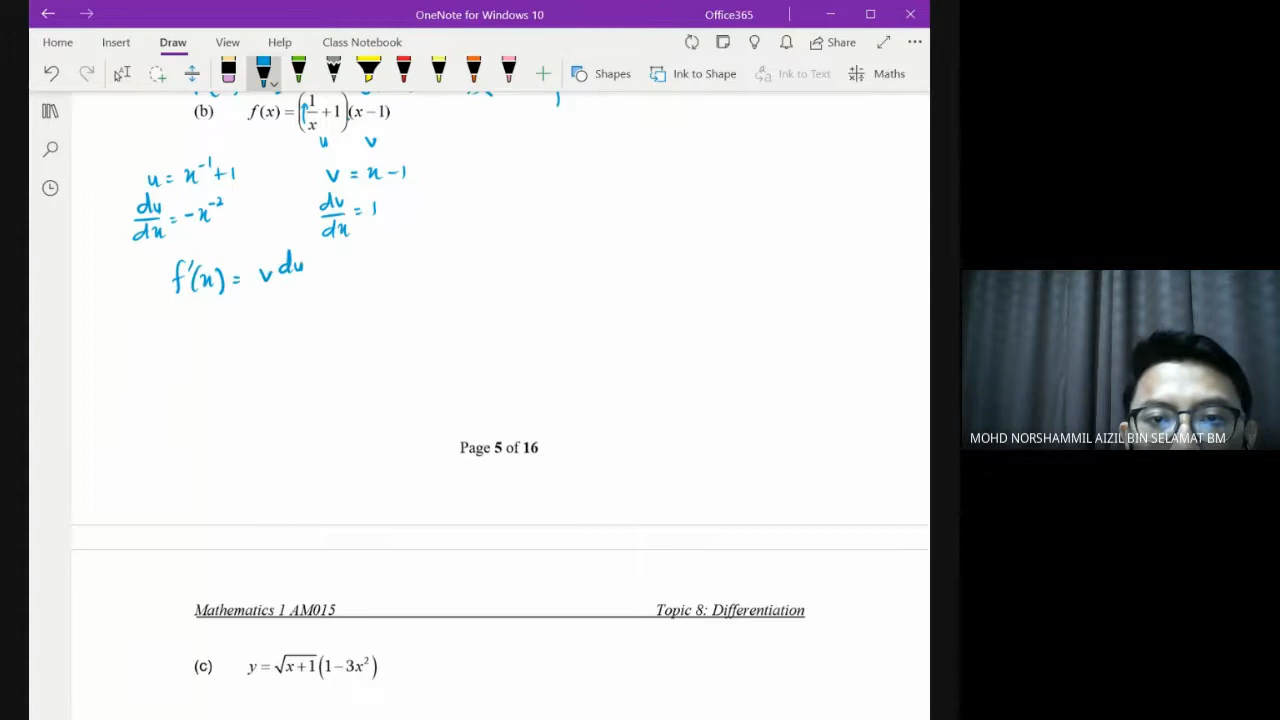 OneNote for Windows 10
Office365
Home Insert Draw View Help Class Notebook
Share
Shapes Ink to Shape Ink to Text Maths
(b) f(x) = (1/x + 1)(x − 1)
u v
u = x⁻¹ + 1 v = x − 1
du/dx = −x⁻² dv/dx = 1
f'(x) = v du
Page 5 of 16
MOHD NORSHAMMIL AIZIL BIN SELAMAT BM
Mathematics 1 AM015 Topic 8: Differentiation
(c) y = √x+1 (1 − 3x²)